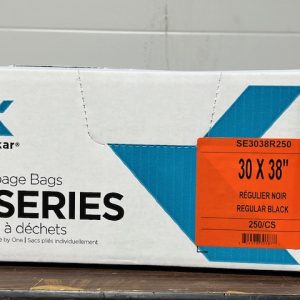 kar®
bage Bags
SERIES
à déchets
e by One | Sacs pliés individuellement
SE3038R250
30 X 38"
RÉGULIER NOIR
REGULAR BLACK
250/CS